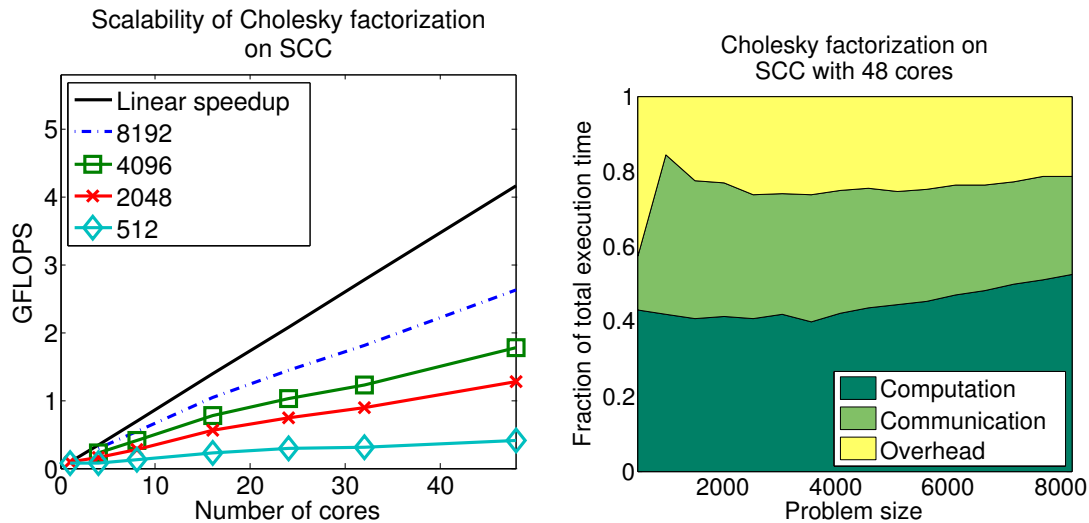 Scalability of Cholesky factorization
on SCC
Linear speedup
8192
4096
2048
512
GFLOPS
5
4
3
2
1
0
0
10
20
30
40
Number of cores
Cholesky factorization on
SCC with 48 cores
Fraction of total execution time
1
0.8
0.6
0.4
0.2
0
Computation
Communication
Overhead
2000
4000
6000
8000
Problem size